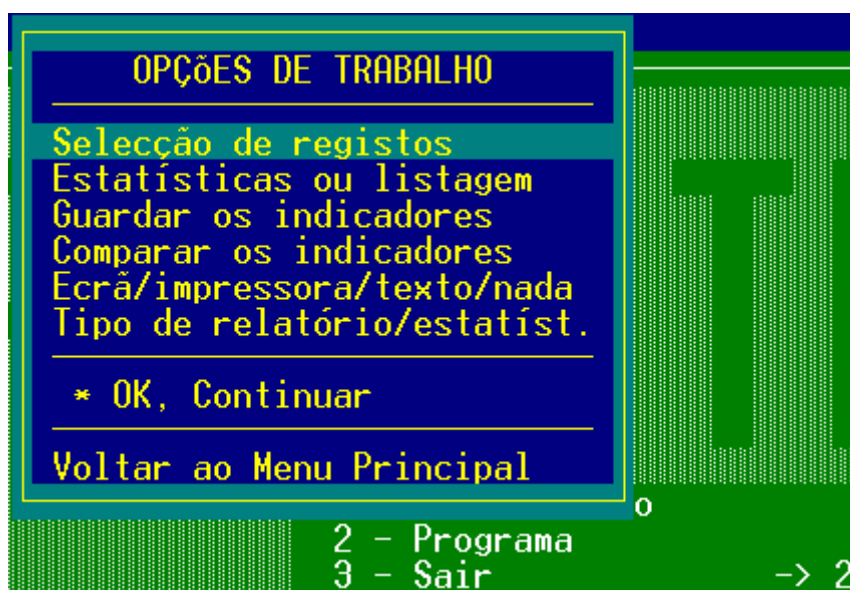 OPÇõES DE TRABALHO
Selecção de registos
Estatísticas ou listagem
Guardar os indicadores
Comparar os indicadores
Ecrã/impressora/texto/nada
Tipo de relatório/estatíst.
* OK, Continuar
Voltar ao Menu Principal
o
2 - Programa
3 - Sair -> 2